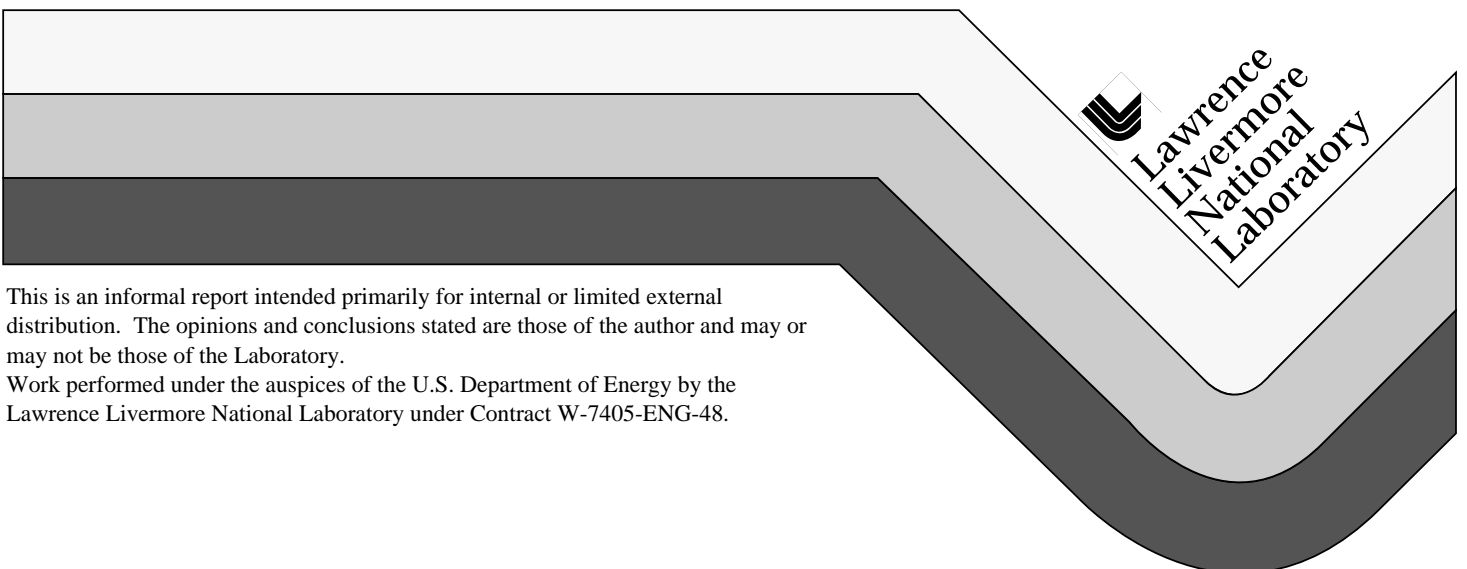 Lawrence
Livermore
National
Laboratory
This is an informal report intended primarily for internal or limited external
distribution.  The opinions and conclusions stated are those of the author and may or
may not be those of the Laboratory.
Work performed under the auspices of the U.S. Department of Energy by the
Lawrence Livermore National Laboratory under Contract W-7405-ENG-48.